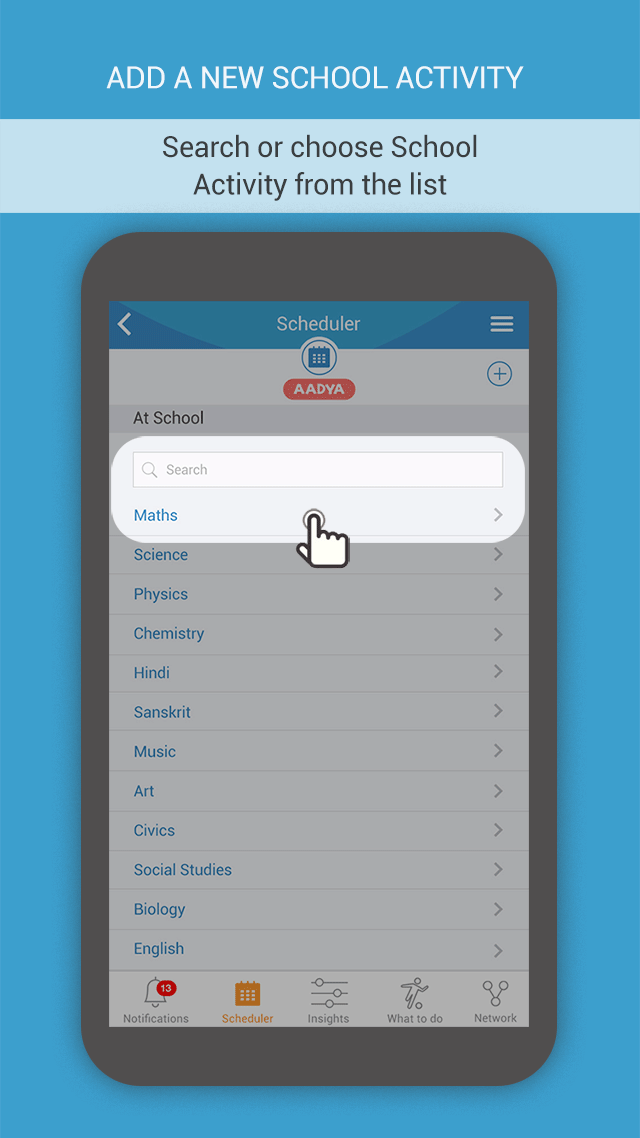 ADD A NEW SCHOOL ACTIVITY
Search or choose School
Activity from the list
Scheduler
AADYA
At School
Search
Maths
Science
Physics
Chemistry
Hindi
Sanskrit
Music
Art
Civics
Social Studies
Biology
English
13
Notifications
Scheduler
Insights
What to do
Network